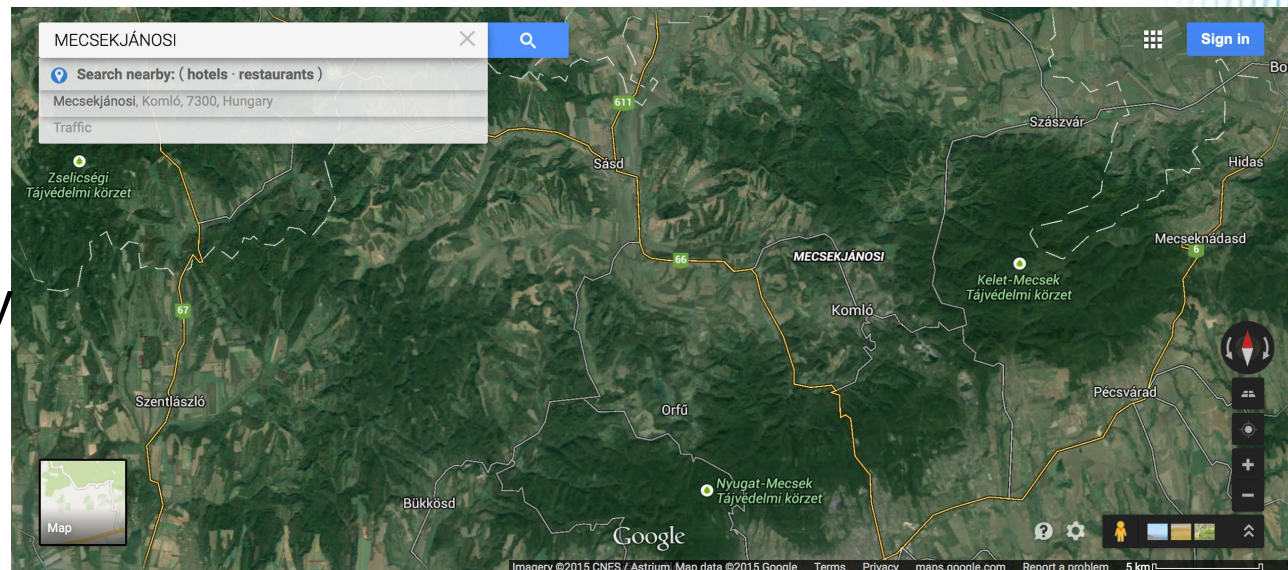 MECSEKJÁNOSI
Sign in
Search nearby: ( hotels · restaurants )
Mecsekjánosi, Komló, 7300, Hungary
Traffic
Bo
611
Szászvár
Sásd
Hidas
Zselicségi
Tájvédelmi körzet
Mecseknádasd
6
66
MECSEKJÁNOSI
Kelet-Mecsek
Tájvédelmi körzet
67
Komló
Szentlászló
Orfű
Pécsvárad
Nyugat-Mecsek
Tájvédelmi körzet
Bükkösd
Map
Google
Imagery ©2015 CNES / Astrium, Map data ©2015 Google Terms Privacy maps.google.com Report a problem 5 km
y